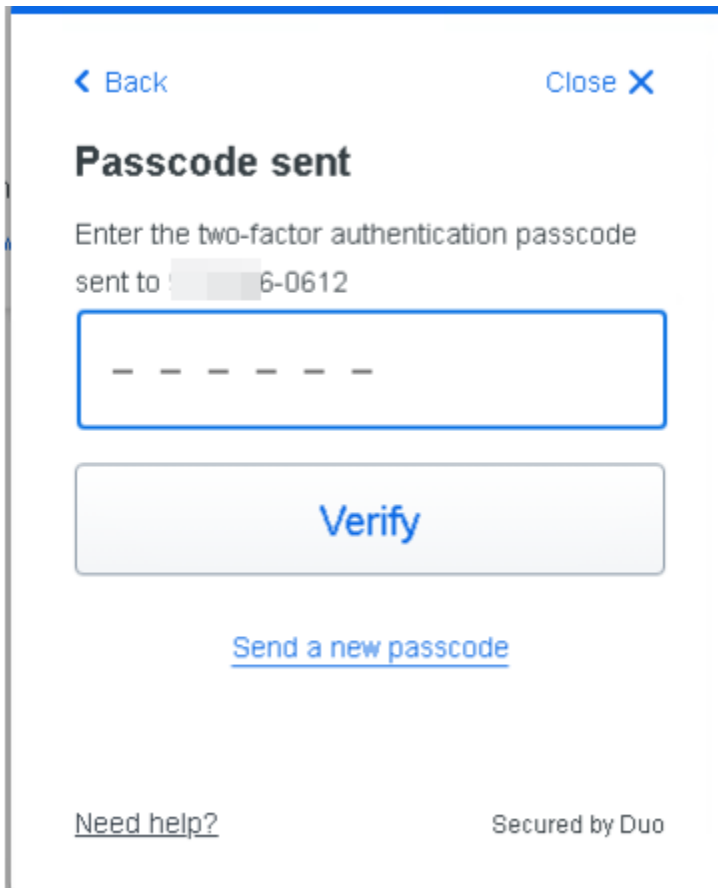 Back
Close
Passcode sent
Enter the two-factor authentication passcode
sent to 6-0612
Verify
Send a new passcode
Need help?
Secured by Duo